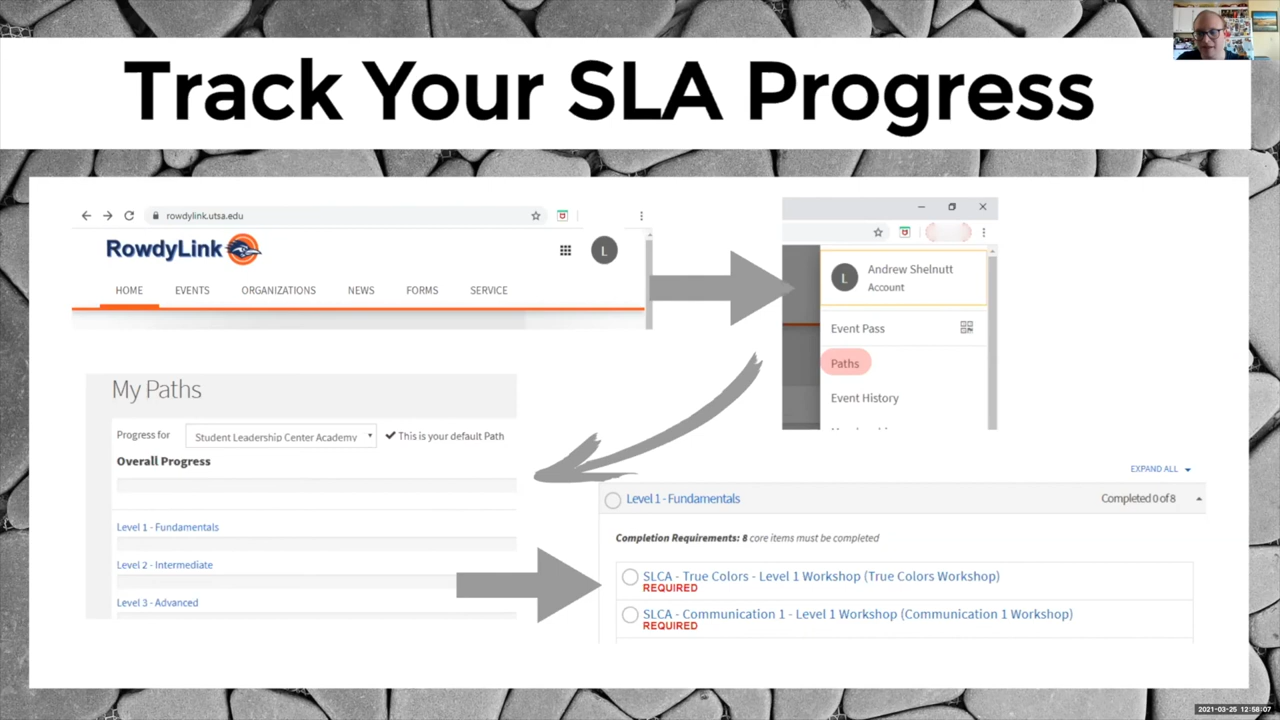 Track Your SLA Progress
rowdylink.utsa.edu
RowdyLink
L
HOME EVENTS ORGANIZATIONS NEWS FORMS SERVICE
L
Andrew Shelnutt
Account
Event Pass
Paths
Event History
My Paths
Progress for Student Leadership Center Academy This is your default Path
Overall Progress
Level 1 - Fundamentals
Level 2 - Intermediate
Level 3 - Advanced
EXPAND ALL
Level 1 - Fundamentals Completed 0 of 8
Completion Requirements: 8 core items must be completed
SLCA - True Colors - Level 1 Workshop (True Colors Workshop)
REQUIRED
SLCA - Communication 1 - Level 1 Workshop (Communication 1 Workshop)
REQUIRED
2021-03-25 12:58:07